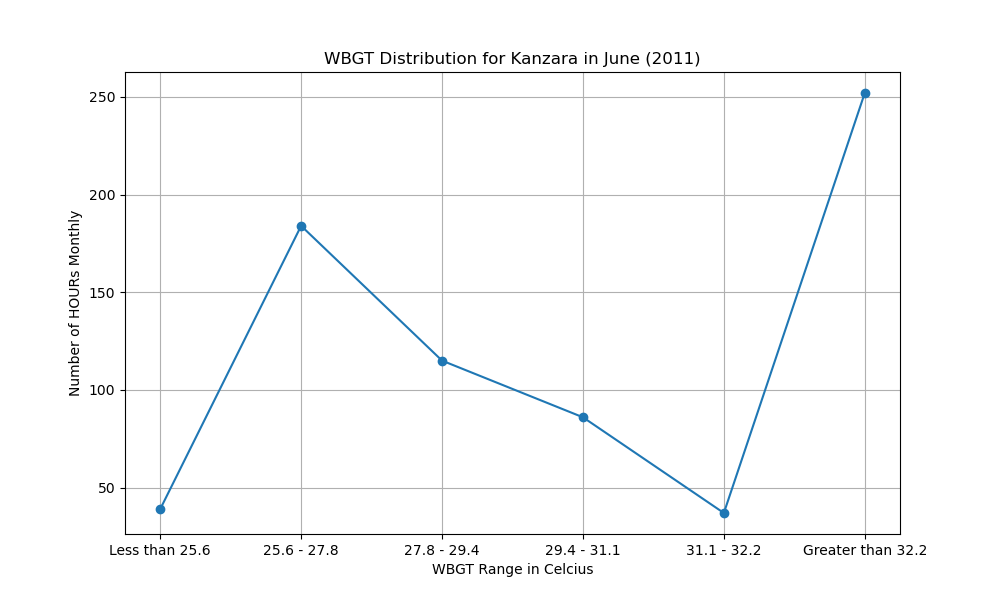 WBGT Distribution for Kanzara in June (2011)
Number of HOURs Monthly
250
200
150
100
50
Less than 25.6
25.6 - 27.8
27.8 - 29.4
29.4 - 31.1
31.1 - 32.2
Greater than 32.2
WBGT Range in Celcius